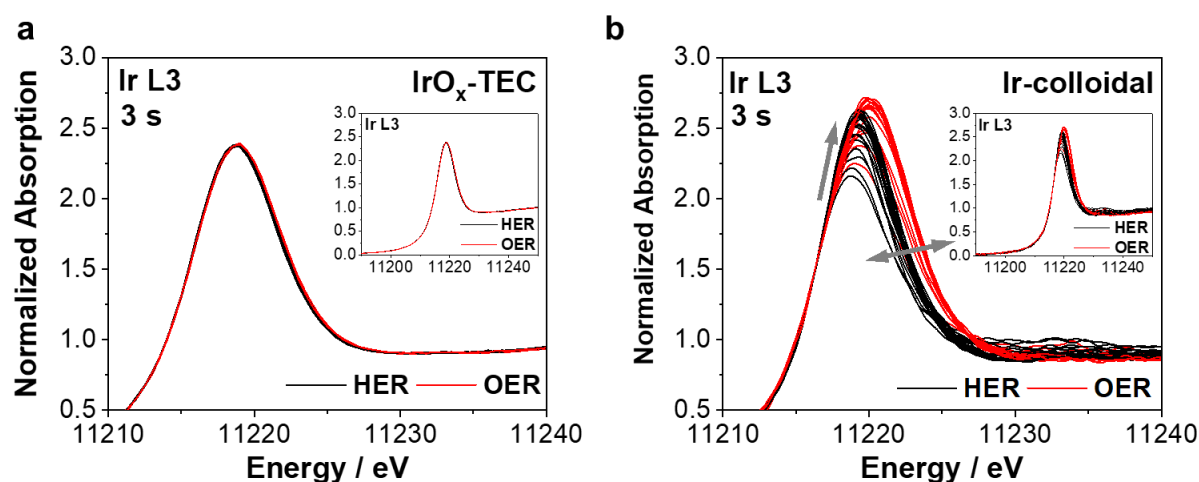 a
3.0
2.5
2.0
1.5
1.0
0.5
Normalized Absorption
Ir L3
3 s
IrOx-TEC
Ir L3
3.0
2.5
2.0
1.5
1.0
0.5
0.0
HER
OER
11200 11220 11240
HER OER
11210 11220 11230 11240
Energy / eV
b
3.0
2.5
2.0
1.5
1.0
0.5
Normalized Absorption
Ir L3
3 s
Ir-colloidal
Ir L3
3.0
2.5
2.0
1.5
1.0
0.5
0.0
HER
OER
11200 11220 11240
HER OER
11210 11220 11230 11240
Energy / eV